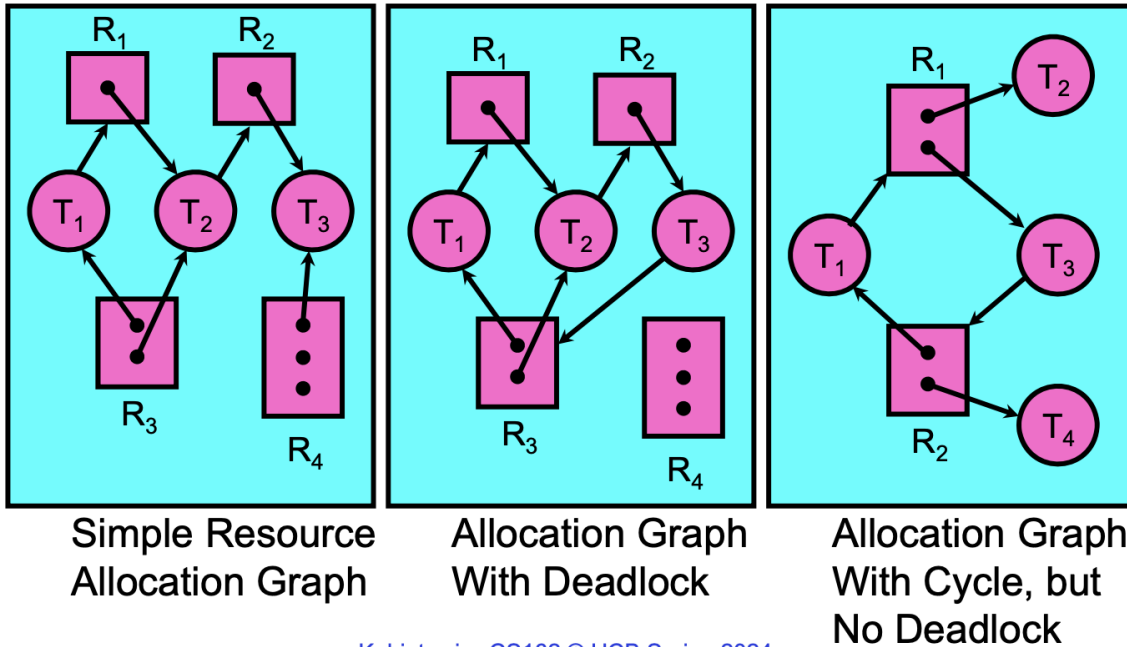 R₁ R₂
T₁ T₂ T₃
R₃
R₄
Simple Resource
Allocation Graph
R₁ R₂
T₁ T₂ T₃
R₃
R₄
Allocation Graph
With Deadlock
T₂
R₁
T₁ T₃
R₂
T₄
Allocation Graph
With Cycle, but
No Deadlock